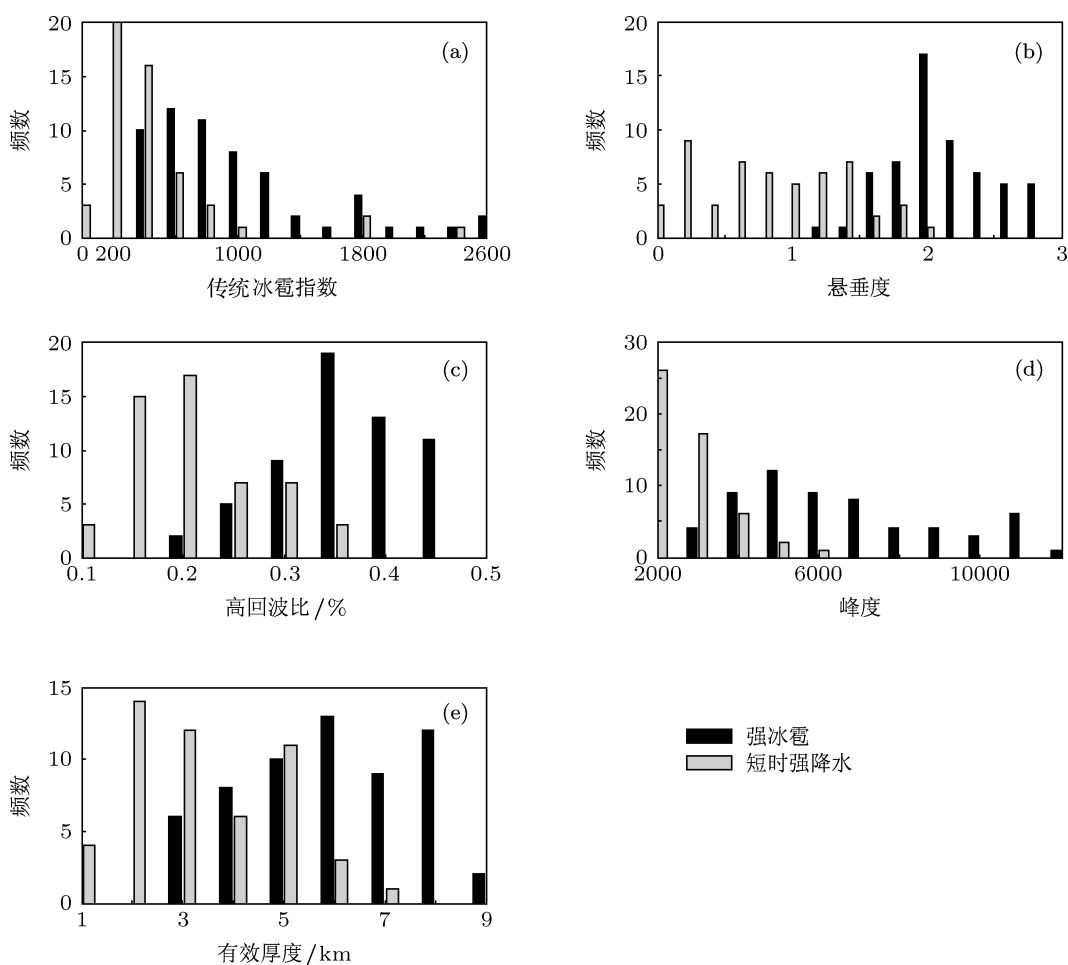 20
15
10
5
0
频数
(a)
0 200 1000 1800 2600
传统冰雹指数
20
15
10
5
0
频数
(b)
0 1 2 3
悬垂度
20
15
10
5
0
频数
(c)
0.1 0.2 0.3 0.4 0.5
高回波比/%
30
20
10
0
频数
(d)
2000 6000 10000
峰度
15
10
5
0
频数
(e)
1 3 5 7 9
有效厚度/km
强冰雹
短时强降水